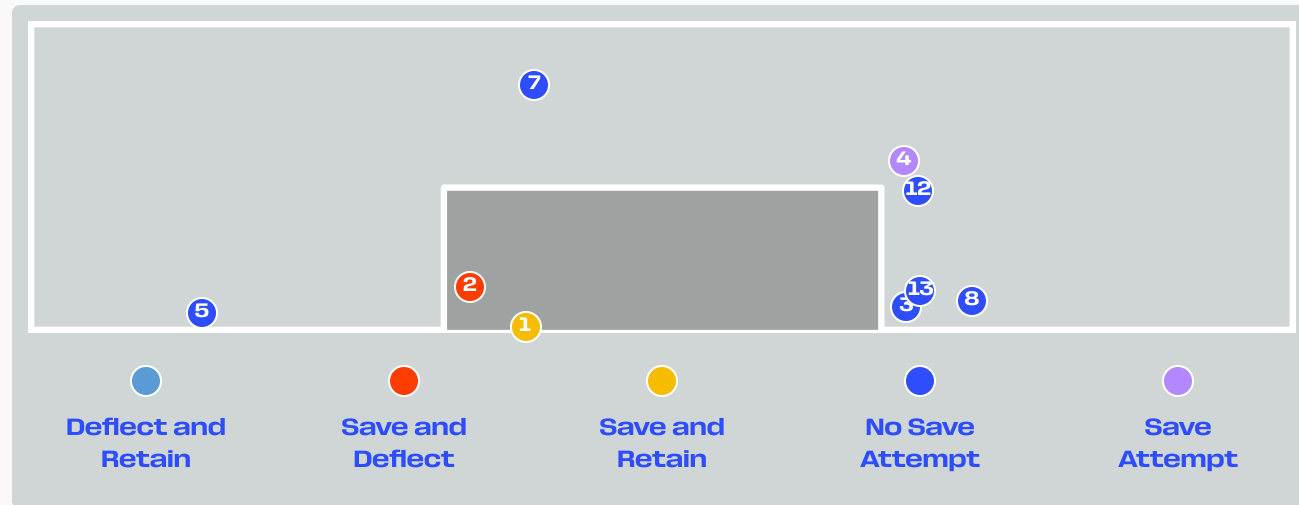 7
4
12
2
13
3
8
5
1
Deflect and
Retain
Save and
Deflect
Save and
Retain
No Save
Attempt
Save
Attempt